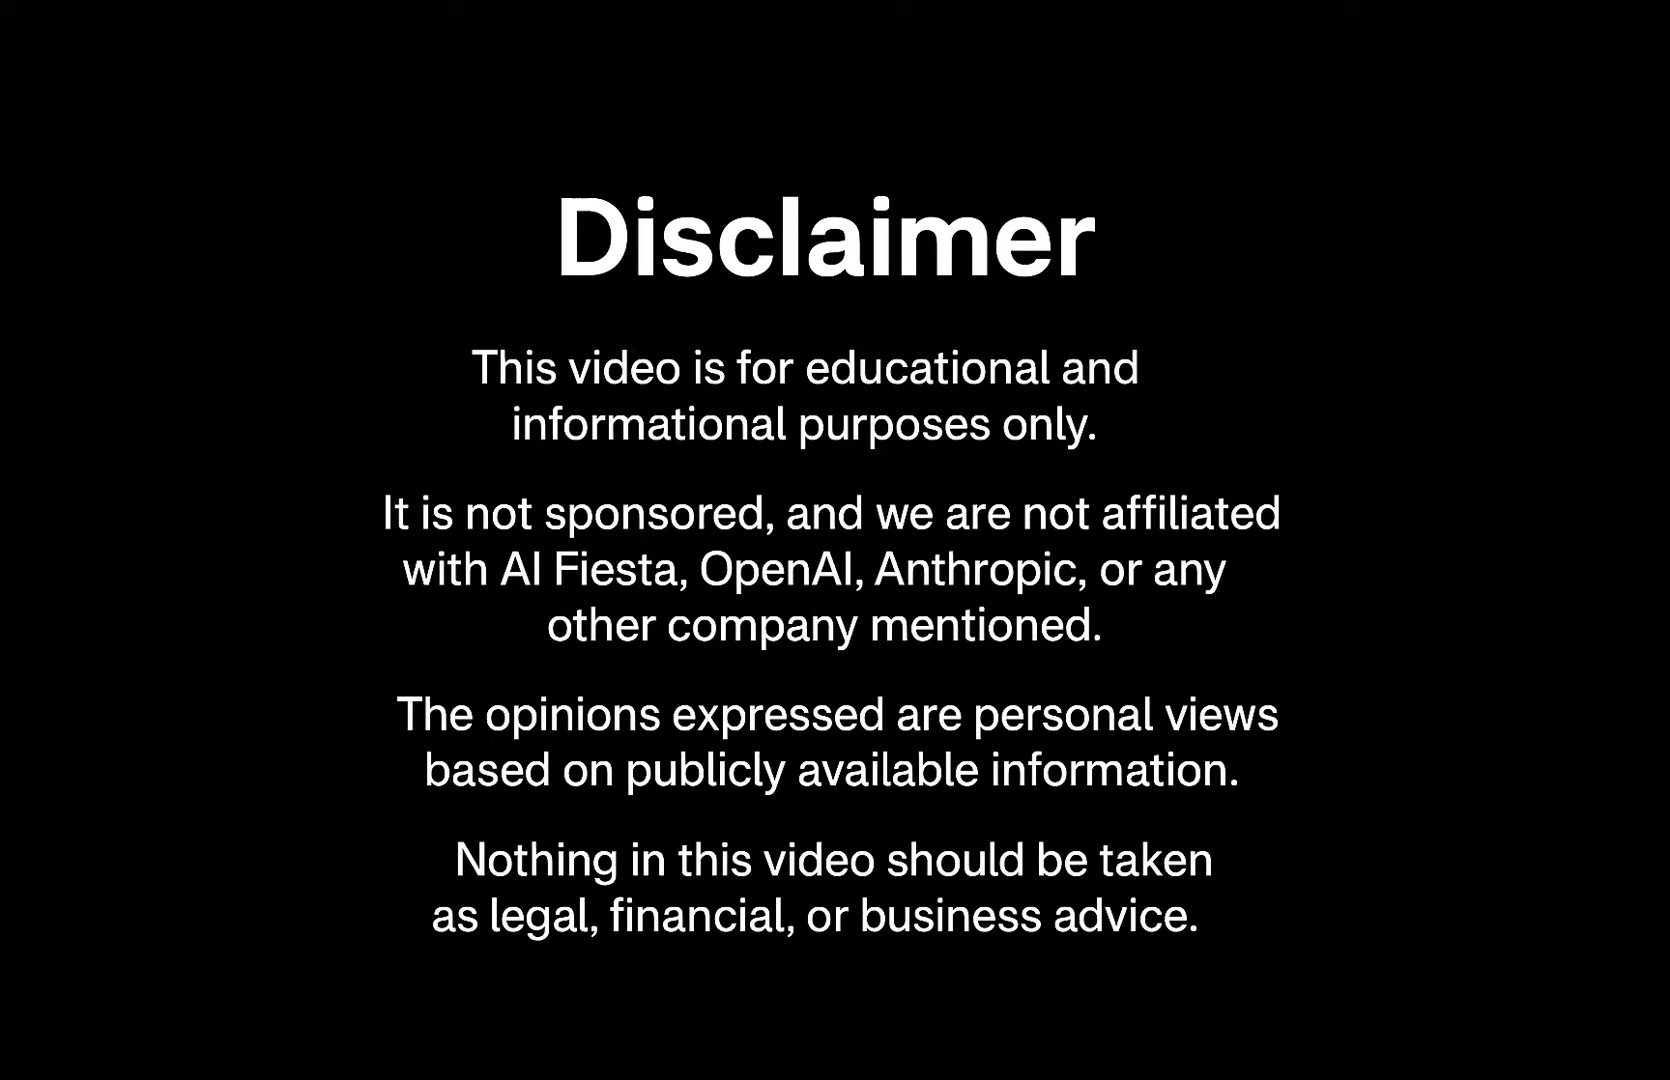 Disclaimer
This video is for educational and
informational purposes only.
It is not sponsored, and we are not affiliated
with AI Fiesta, OpenAI, Anthropic, or any
other company mentioned.
The opinions expressed are personal views
based on publicly available information.
Nothing in this video should be taken
as legal, financial, or business advice.